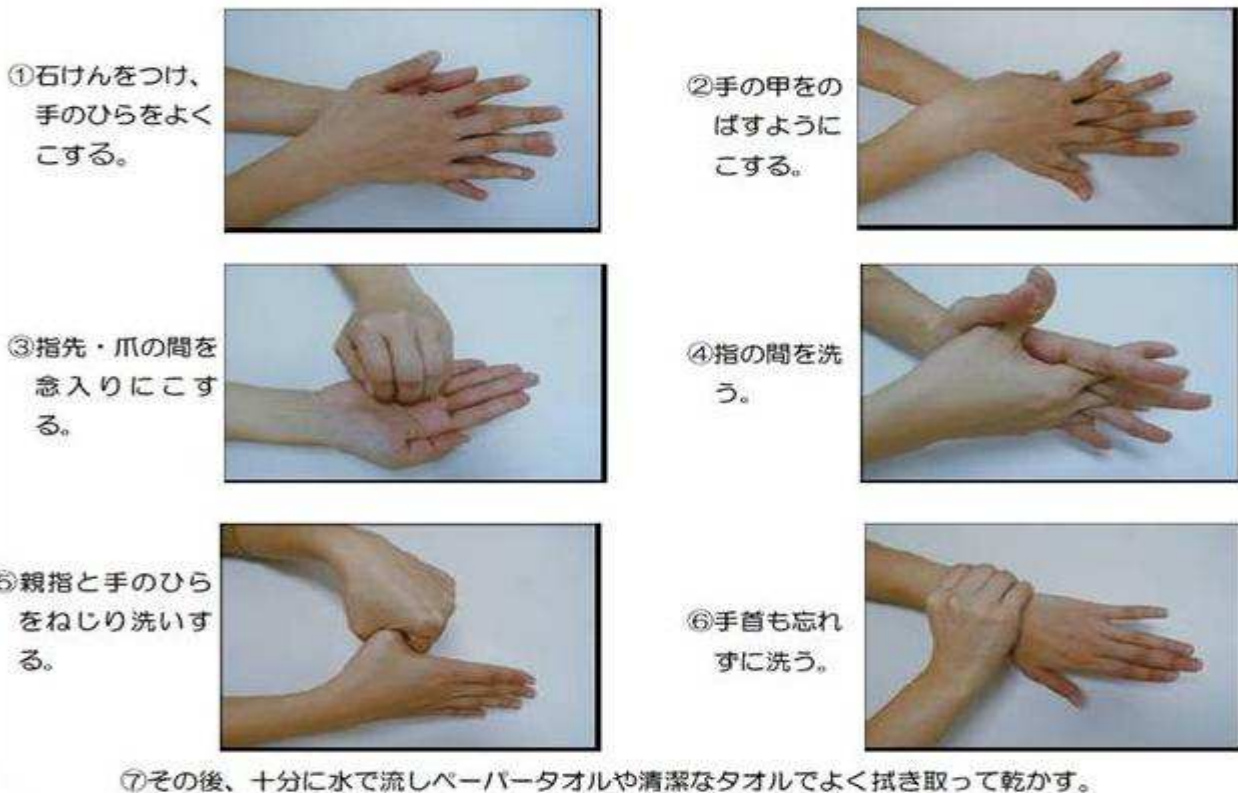 ①石けんをつけ、
手のひらをよく
こする。
②手の甲をの
ばすように
こする。
③指先・爪の間を
念入りにこす
る。
④指の間を洗
う。
⑤親指と手のひら
をねじり洗いす
る。
⑥手首も忘れ
ずに洗う。
⑦その後、十分に水で流しペーパータオルや清潔なタオルでよく拭き取って乾かす。